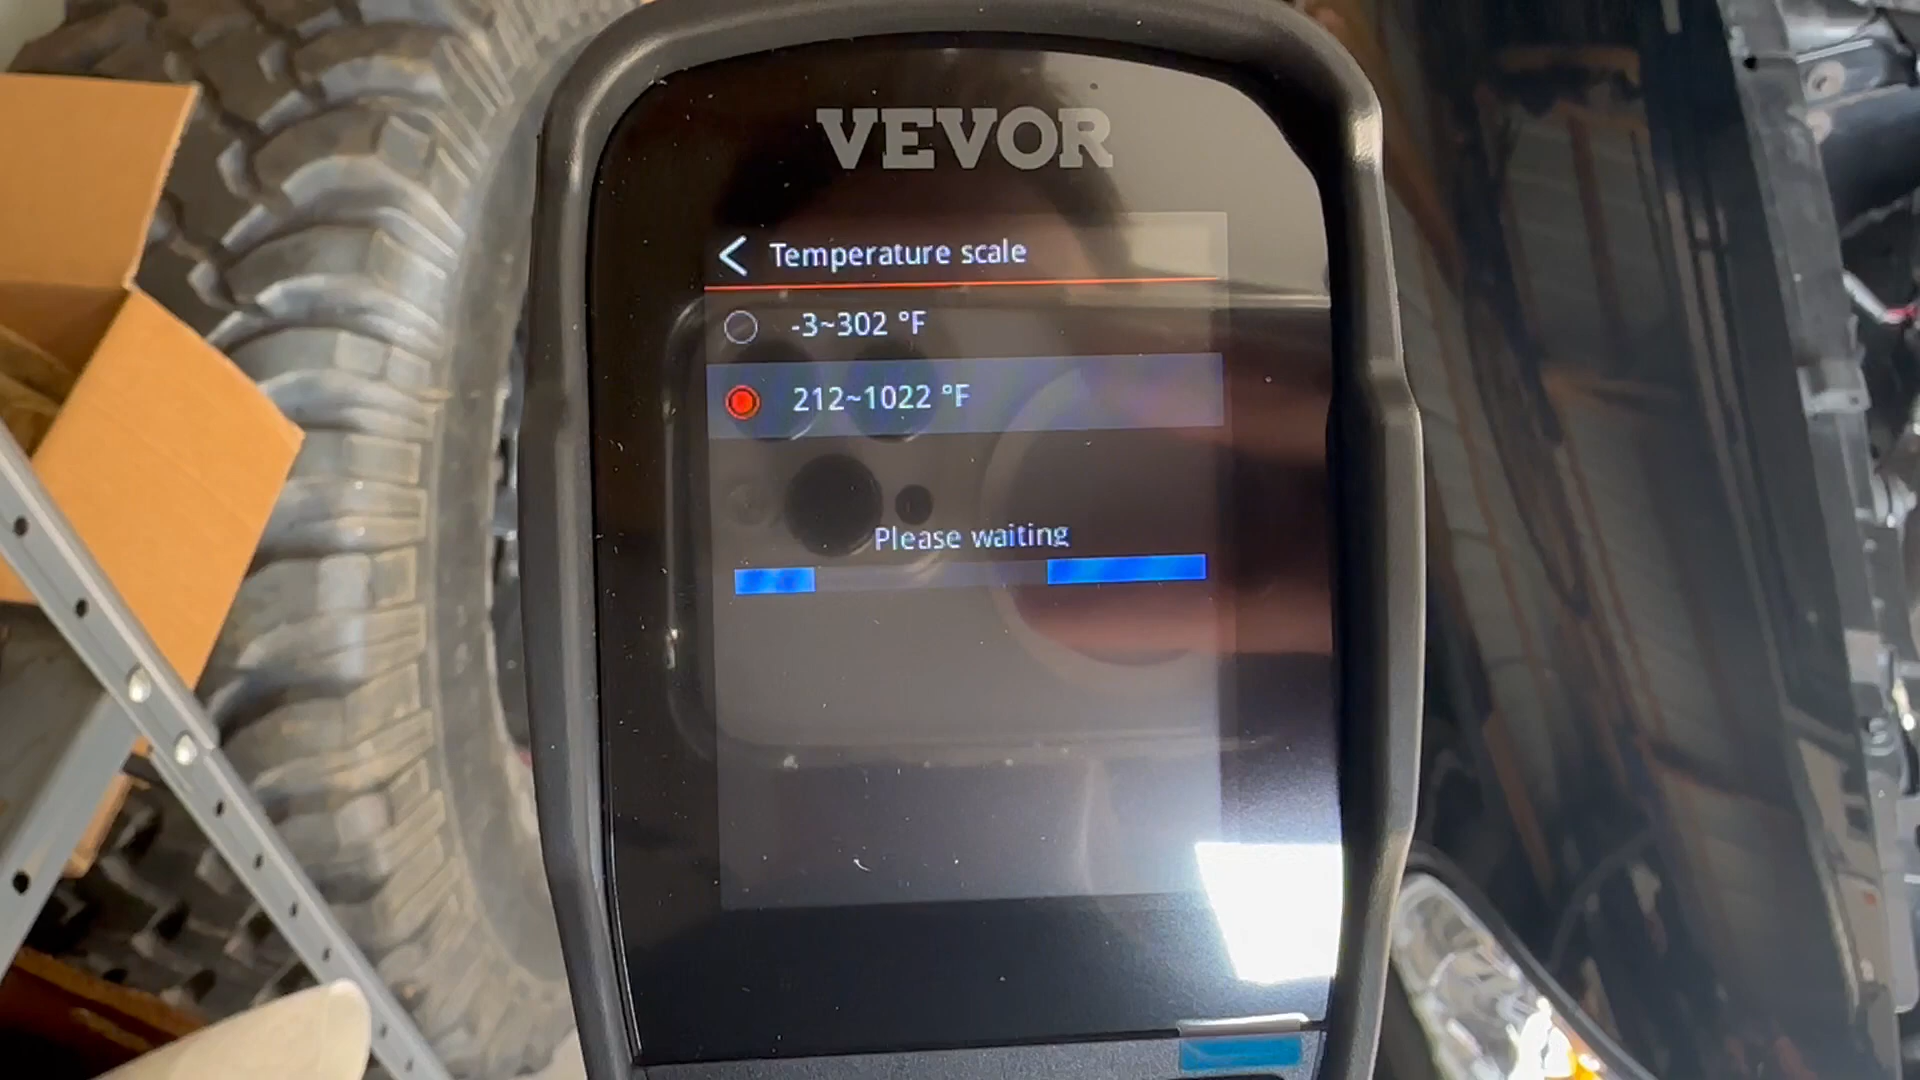 VEVOR
Temperature scale
-3~302 °F
212~1022 °F
Please waiting